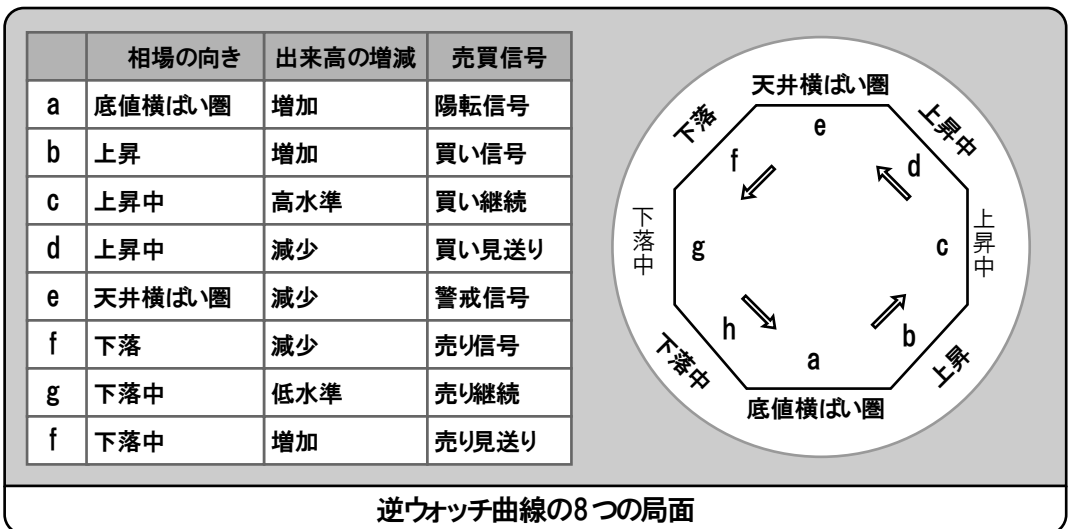 相場の向き 出来高の増減 売買信号
a 底値横ばい圏 増加 陽転信号
b 上昇 増加 買い信号
c 上昇中 高水準 買い継続
d 上昇中 減少 買い見送り
e 天井横ばい圏 減少 警戒信号
f 下落 減少 売り信号
g 下落中 低水準 売り継続
f 下落中 増加 売り見送り
天井横ばい圏
下落
上昇中
e
f
d
下落中
g
c
上昇中
h
b
a
下落中
上昇
底値横ばい圏
逆ウォッチ曲線の8つの局面